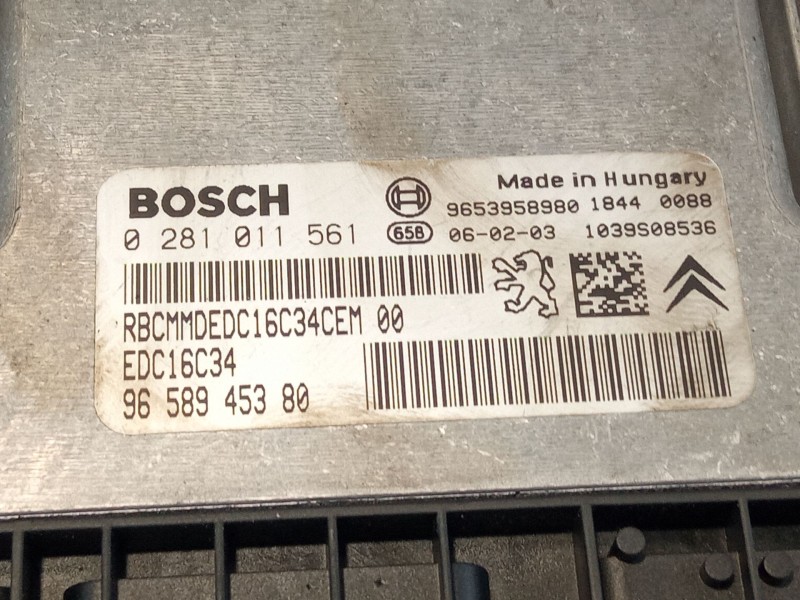 BOSCH
Made in Hungary
9653958980 1844 0088
0 281 011 561
658 06-02-03 1039S08536
RBCMMDEDC16C34CEM 00
EDC16C34
96 589 453 80